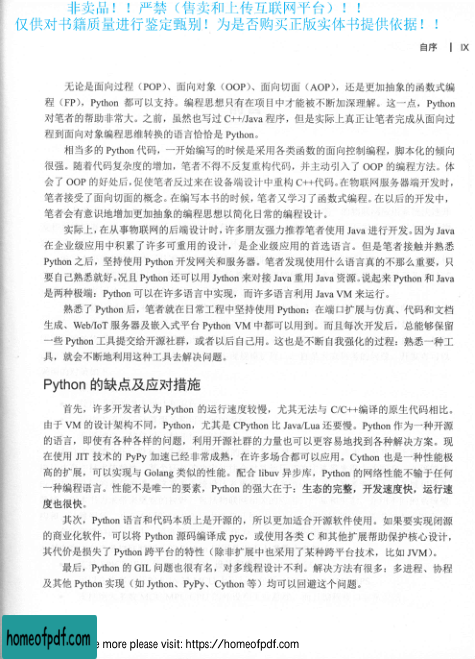 非卖品！！严禁（售卖和上传互联网平台）！！
仅供对书籍质量进行鉴定甄别！为是否购买正版实体书提供依据！！
自序 | IX
无论是面向过程（POP）、面向对象（OOP）、面向切面（AOP），还是更加抽象的函数式编
程（FP），Python 都可以支持。编程思想只有在项目中才能被不断加深理解。这一点，Python
对笔者的帮助非常大。之前，虽然也写过 C++/Java 程序，但是实际上真正让笔者完成从面向过
程到面向对象编程思维转换的语言恰恰是 Python。
相当多的 Python 代码，一开始编写的时候是采用各类函数的面向控制编程，脚本化的倾向
很强。随着代码复杂度的增加，笔者不得不反复重构代码，并主动引入了 OOP 的编程方法。体
会了 OOP 的好处后，促使笔者反过来在设备端设计中重构 C++代码。在物联网服务器端开发时，
笔者接受了面向切面的概念。在编写本书的时候，笔者又学习了函数式编程。在以后的开发中，
笔者会有意识地增加更加抽象的编程思想以简化日常的编程设计。
实际上，在从事物联网的后端设计时，许多朋友强力推荐笔者使用 Java 进行开发。因为 Java
在企业级应用中积累了许多可重用的设计，是企业级应用的首选语言。但是笔者接触并熟悉
Python 之后，坚持使用 Python 开发网关和服务器。笔者发现使用什么语言真的不那么重要，只
要自己熟悉就好。况且 Python 还可以用 Jython 来对接 Java 重用 Java 资源。说起来 Python 和 Java
是两种极端：Python 可以在许多语言中实现，而许多语言利用 Java VM 来运行。
熟悉了 Python 后，笔者就在日常工程中坚持使用 Python：在端口扩展与仿真、代码和文档
生成、Web/IoT 服务器及嵌入式平台 Python VM 中都可以用到。而且每次开发后，总能够保留
一些 Python 工具提交给开源社群，或者以后自己用。这也是不断自我强化的过程：熟悉一种工
具，就会不断地利用这种工具去解决问题。
Python 的缺点及应对措施
首先，许多开发者认为 Python 的运行速度较慢，尤其无法与 C/C++编译的原生代码相比。
由于 VM 的设计架构不同，Python，尤其是 CPython 比 Java/Lua 还要慢。Python 作为一种开源
的语言，即使有各种各样的问题，利用开源社群的力量也可以更容易地找到各种解决方案。现
在使用 JIT 技术的 PyPy 加速已经非常成熟，在许多场合都可以应用。Cython 也是一种性能极
高的扩展，可以实现与 Golang 类似的性能。配合 libuv 异步库，Python 的网络性能不输于任何
一种编程语言。性能不是唯一的要素，Python 的强大在于：生态的完整，开发速度快，运行速
度也很快。
其次，Python 语言和代码本质上是开源的，所以更加适合开源软件使用。如果要实现闭源
的商业化软件，可以将 Python 源码编译成 pyc，或使用各类 C 和其他扩展帮助保护核心设计，
其代价是损失了 Python 跨平台的特性（除非扩展中也采用了某种跨平台技术，比如 JVM）。
最后，Python 的 GIL 问题也很有名，对多线程设计不利。解决方法有很多：多进程、协程
及其他 Python 实现（如 Jython、PyPy、Cython 等）均可以回避这个问题。
homeofpdf.com
e more please visit: https://homeofpdf.com